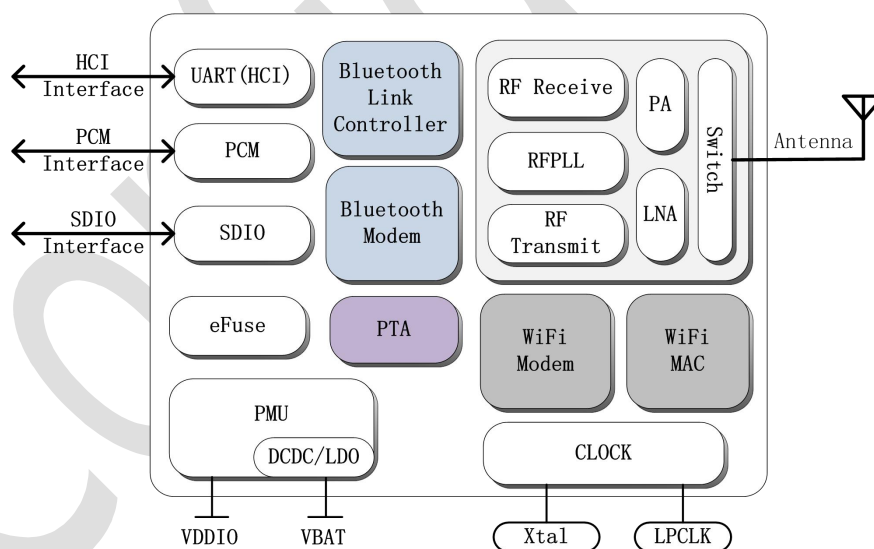 HCI
Interface
UART(HCI)
Bluetooth
Link
Controller
RF Receive
PA
Switch
Antenna
PCM
Interface
PCM
RFPLL
SDIO
Interface
SDIO
Bluetooth
Modem
RF
Transmit
LNA
eFuse
PTA
WiFi
Modem
WiFi
MAC
PMU
DCDC/LDO
CLOCK
VDDIO
VBAT
Xtal
LPCLK